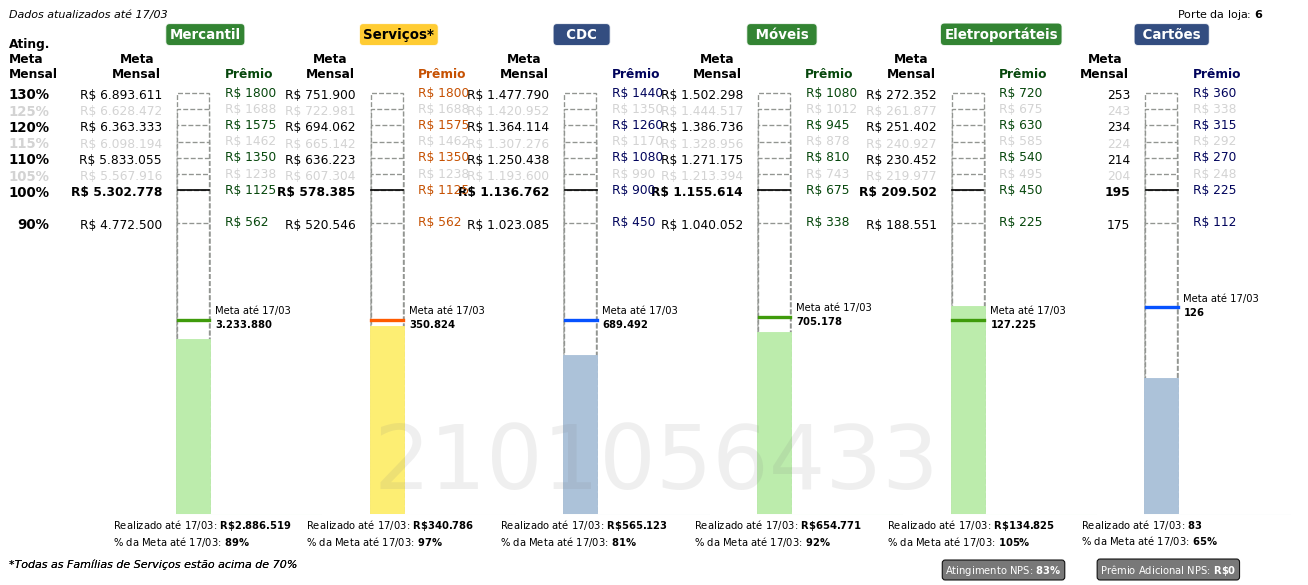 Dados atualizados até 17/03
Porte da loja: 6
Mercantil Serviços* CDC Móveis Eletroportáteis Cartões
Ating. Meta Mensal
Meta Mensal Prêmio Meta Mensal Prêmio Meta Mensal Prêmio Meta Mensal Prêmio Meta Mensal Prêmio Meta Mensal Prêmio
130% R$ 6.893.611 R$ 1800 R$ 751.900 R$ 1800 R$ 1.477.790 R$ 1440 R$ 1.502.298 R$ 1080 R$ 272.352 R$ 720 253 R$ 360
125% R$ 6.628.472 R$ 1688 R$ 722.981 R$ 1688 R$ 1.420.952 R$ 1350 R$ 1.444.517 R$ 1012 R$ 261.877 R$ 675 243 R$ 338
120% R$ 6.363.333 R$ 1575 R$ 694.062 R$ 1575 R$ 1.364.114 R$ 1260 R$ 1.386.736 R$ 945 R$ 251.402 R$ 630 234 R$ 315
115% R$ 6.098.194 R$ 1462 R$ 665.142 R$ 1462 R$ 1.307.276 R$ 1170 R$ 1.328.956 R$ 878 R$ 240.927 R$ 585 224 R$ 292
110% R$ 5.833.055 R$ 1350 R$ 636.223 R$ 1350 R$ 1.250.438 R$ 1080 R$ 1.271.175 R$ 810 R$ 230.452 R$ 540 214 R$ 270
105% R$ 5.567.916 R$ 1238 R$ 607.304 R$ 1238 R$ 1.193.600 R$ 990 R$ 1.213.394 R$ 743 R$ 219.977 R$ 495 204 R$ 248
100% R$ 5.302.778 R$ 1125 R$ 578.385 R$ 1125 R$ 1.136.762 R$ 900 R$ 1.155.614 R$ 675 R$ 209.502 R$ 450 195 R$ 225
90% R$ 4.772.500 R$ 562 R$ 520.546 R$ 562 R$ 1.023.085 R$ 450 R$ 1.040.052 R$ 338 R$ 188.551 R$ 225 175 R$ 112
Meta até 17/03 Meta até 17/03 Meta até 17/03 Meta até 17/03 Meta até 17/03 Meta até 17/03
3.233.880 350.824 689.492 705.178 127.225 126
2101056433
Realizado até 17/03: R$2.886.519 Realizado até 17/03: R$340.786 Realizado até 17/03: R$565.123 Realizado até 17/03: R$654.771 Realizado até 17/03: R$134.825 Realizado até 17/03: 83
% da Meta até 17/03: 89% % da Meta até 17/03: 97% % da Meta até 17/03: 81% % da Meta até 17/03: 92% % da Meta até 17/03: 105% % da Meta até 17/03: 65%
*Todas as Famílias de Serviços estão acima de 70%
Atingimento NPS: 83% Prêmio Adicional NPS: R$0